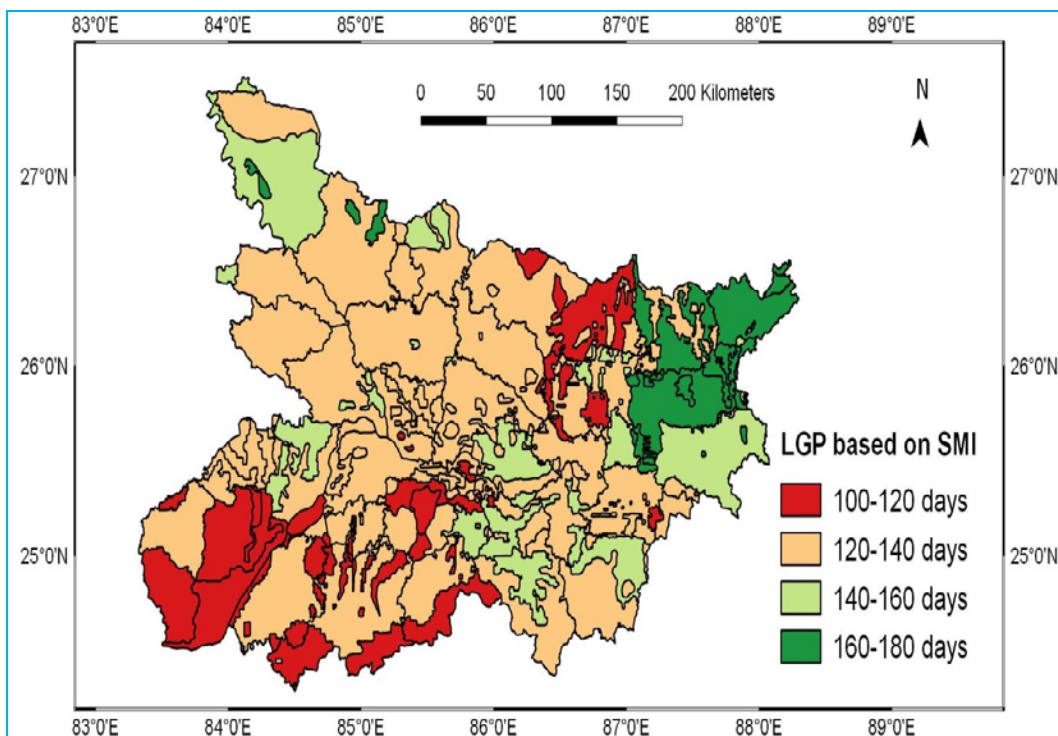 83°0'E 84°0'E 85°0'E 86°0'E 87°0'E 88°0'E 89°0'E
0 50 100 150 200 Kilometers
N
27°0'N 27°0'N
26°0'N 26°0'N
25°0'N 25°0'N
LGP based on SMI
100-120 days
120-140 days
140-160 days
160-180 days
83°0'E 84°0'E 85°0'E 86°0'E 87°0'E 88°0'E 89°0'E